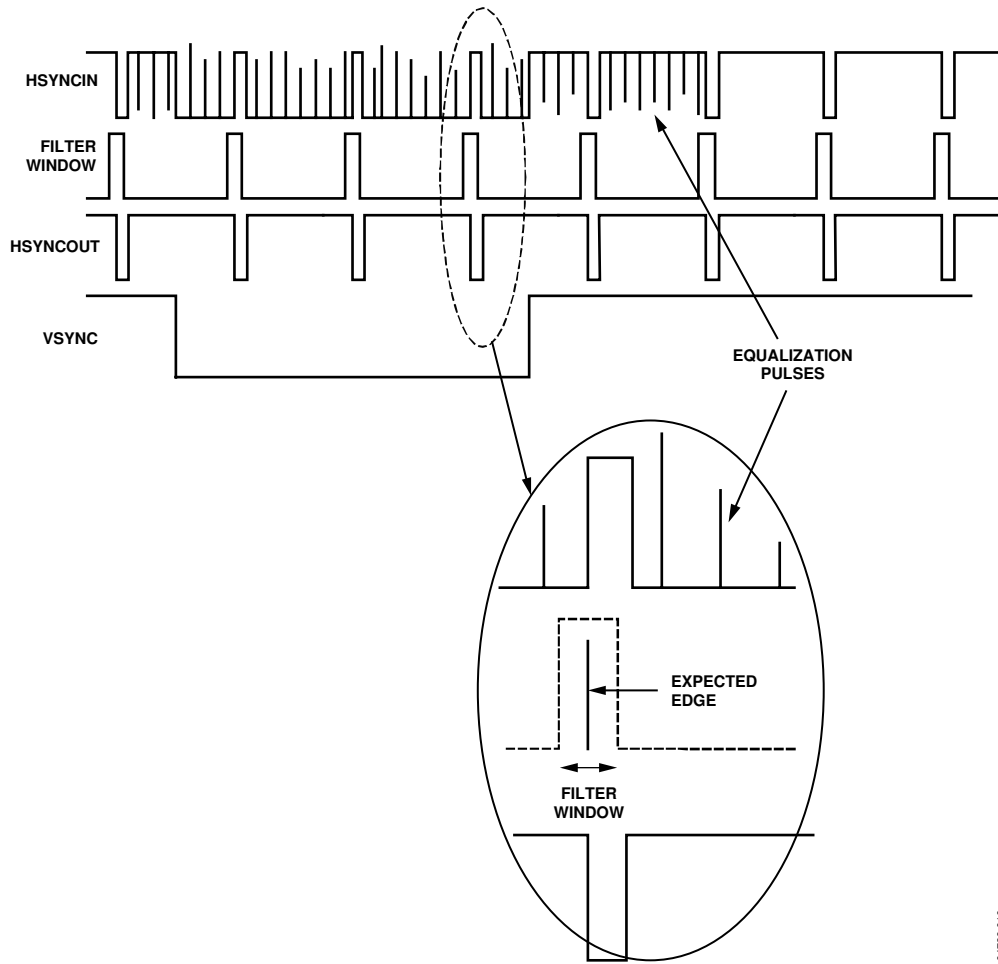 HSYNCIN
FILTER
WINDOW
HSYNCOUT
VSYNC
EQUALIZATION
PULSES
EXPECTED
EDGE
FILTER
WINDOW